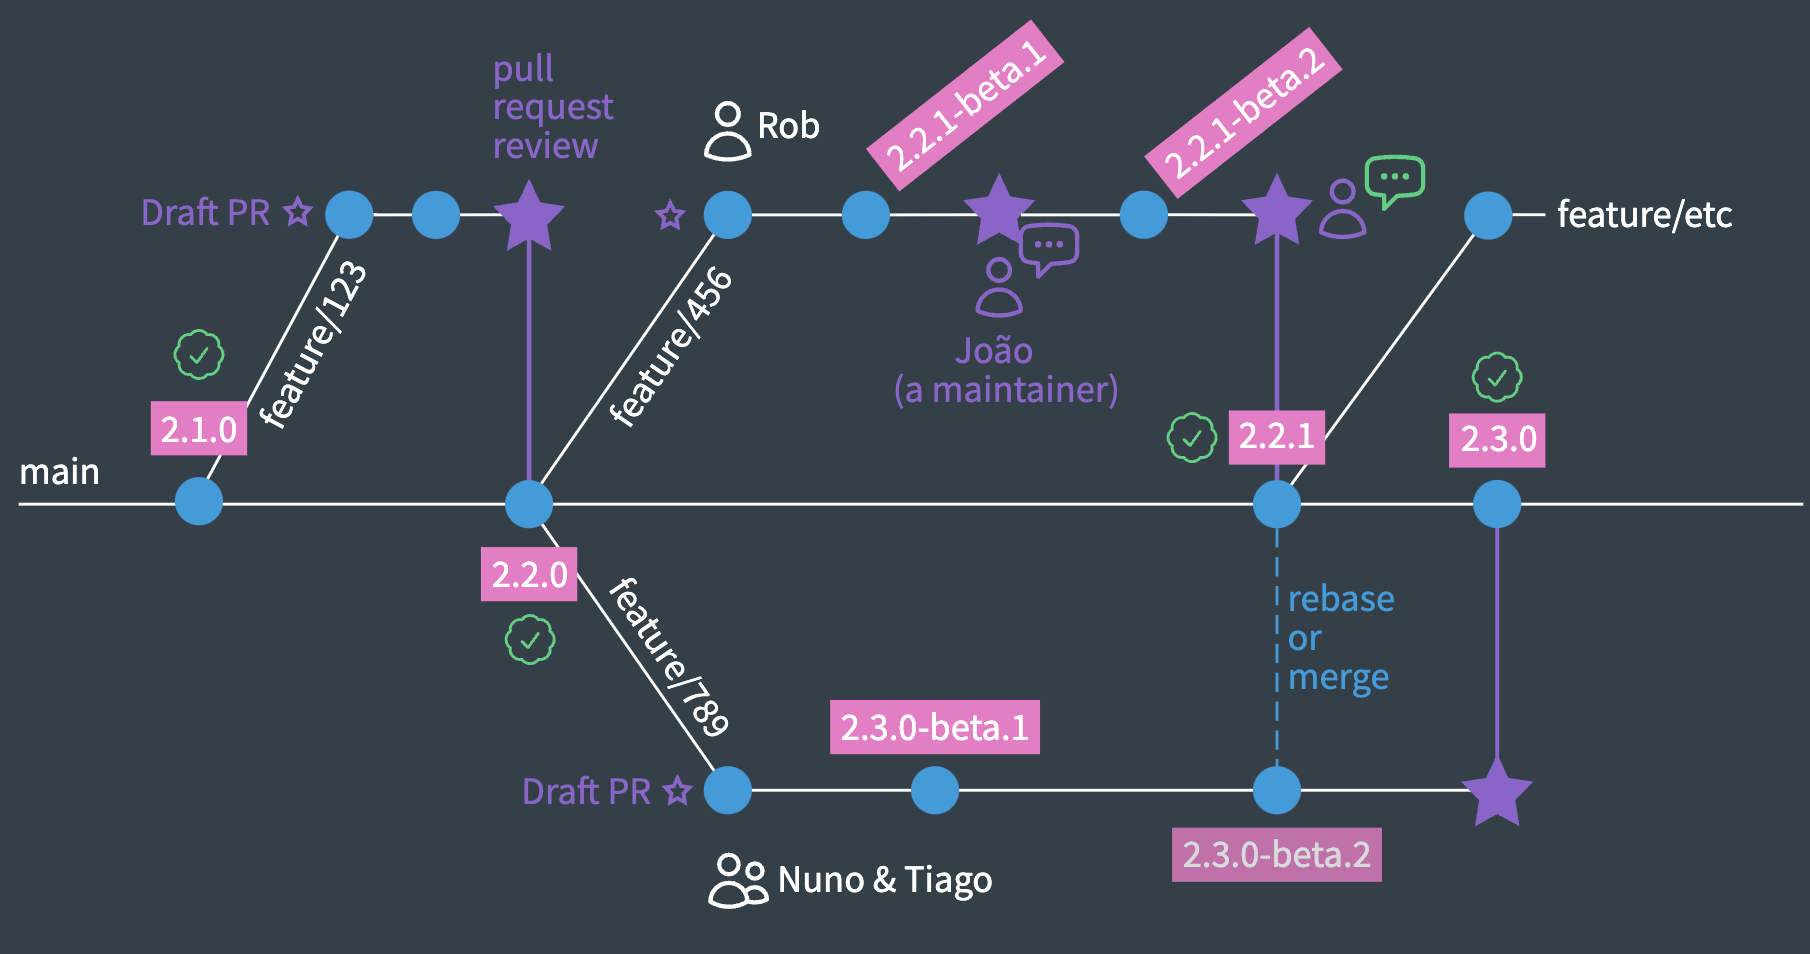 pull
request
review
Rob
2.2.1-beta.1
2.2.1-beta.2
Draft PR
feature/etc
feature/123
feature/456
João
(a maintainer)
2.1.0
2.2.1
2.3.0
main
2.2.0
feature/789
rebase
or
merge
2.3.0-beta.1
Draft PR
2.3.0-beta.2
Nuno & Tiago